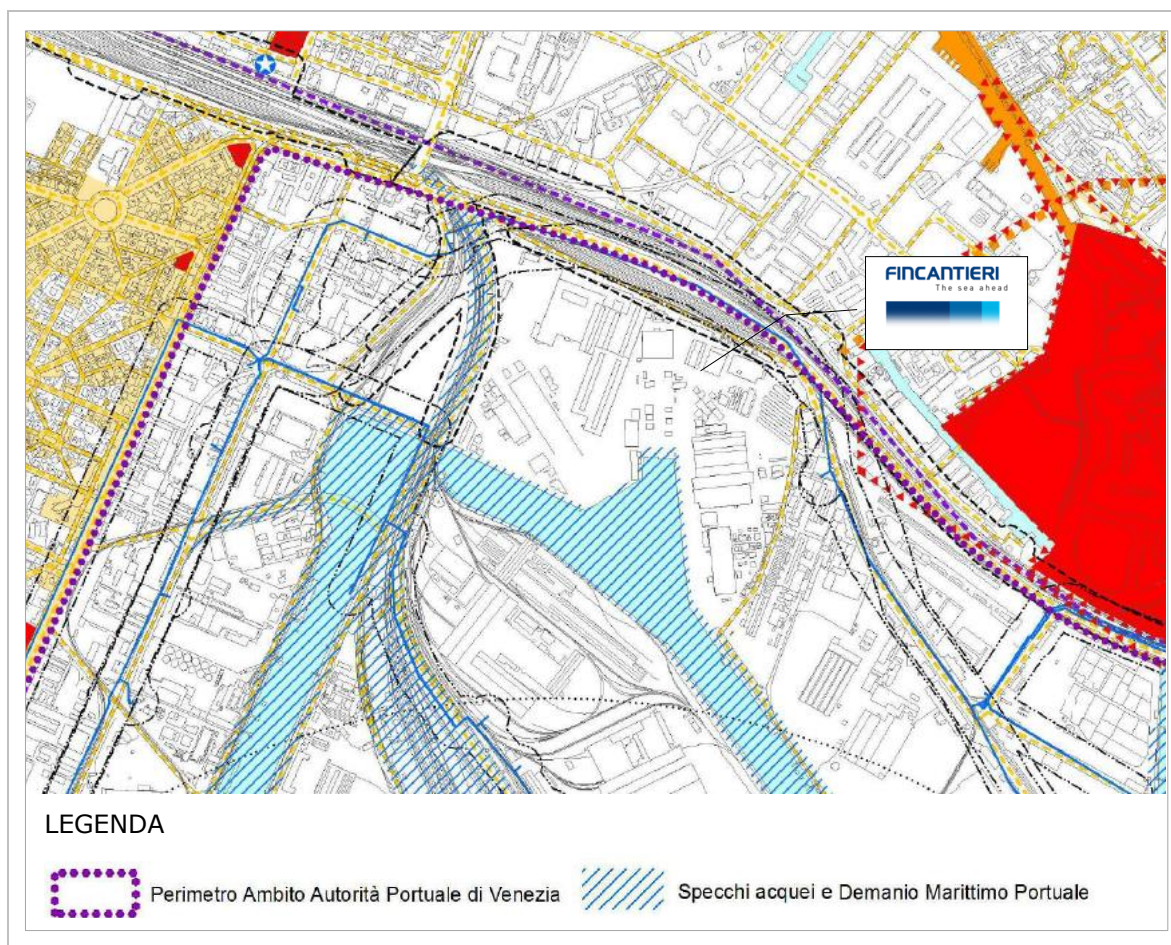 FINCANTIERI
The sea ahead
LEGENDA
Perimetro Ambito Autorità Portuale di Venezia
Specchi acquei e Demanio Marittimo Portuale